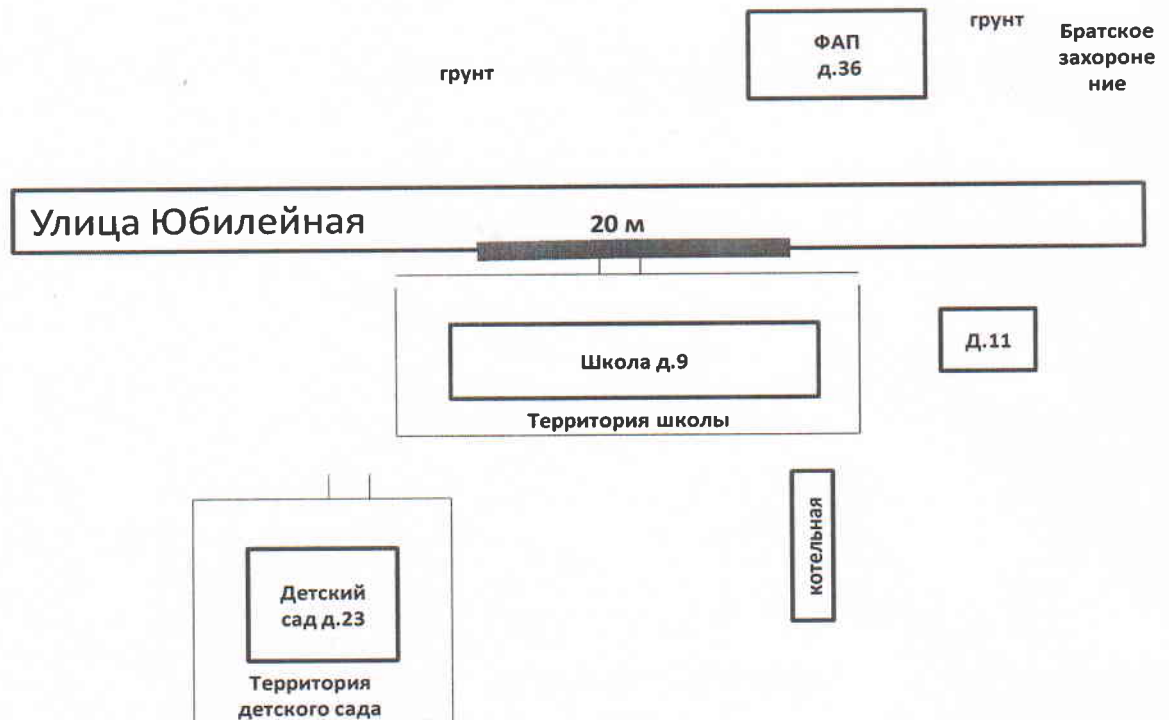 грунт
ФАП
д.36
грунт
Братское
захороне
ние
Улица Юбилейная
20 м
Школа д.9
Территория школы
Д.11
котельная
Детский
сад д.23
Территория
детского сада